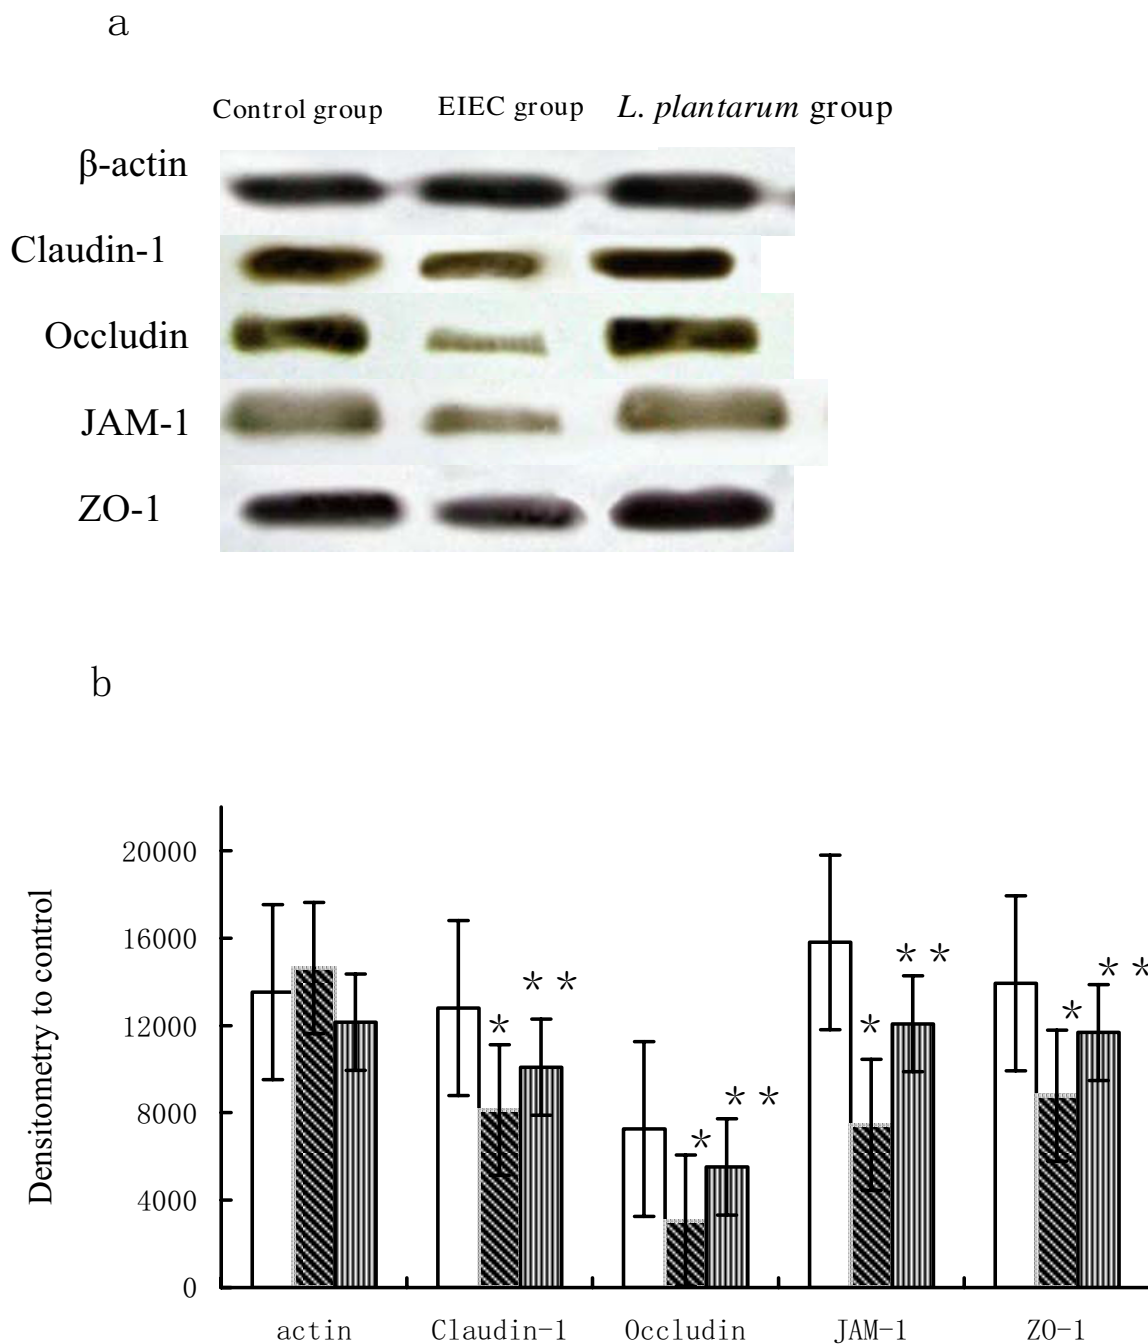 a
Control group EIEC group L. plantarum group
β-actin
Claudin-1
Occludin
JAM-1
ZO-1
b
Densitometry to control
20000
16000
12000
8000
4000
0
* * *
* * *
* * *
* * *
actin Claudin-1 Occludin JAM-1 ZO-1